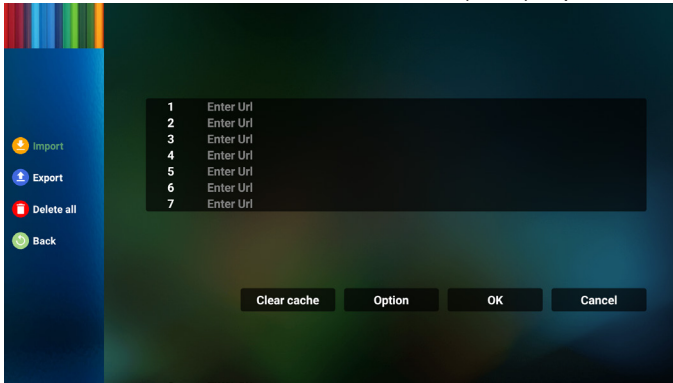 Import
Export
Delete all
Back
1 Enter Url
2 Enter Url
3 Enter Url
4 Enter Url
5 Enter Url
6 Enter Url
7 Enter Url
Clear cache Option OK Cancel